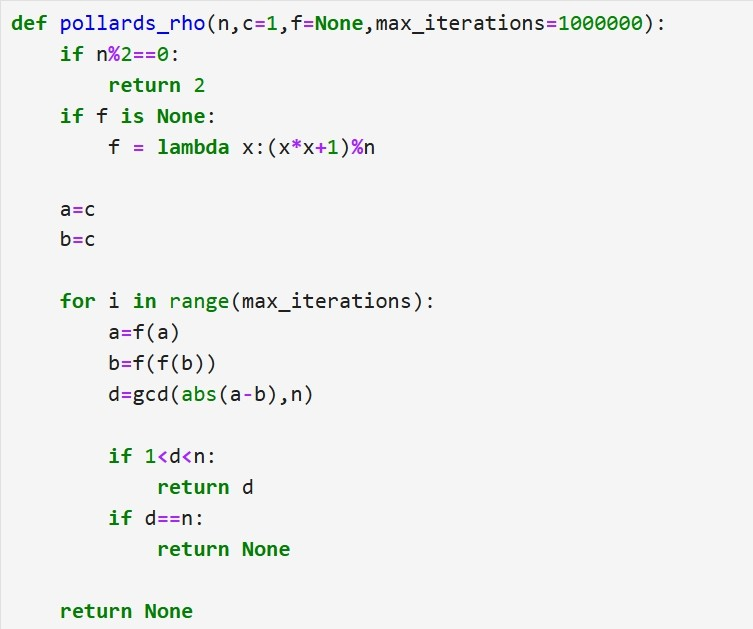 def pollards_rho(n,c=1,f=None,max_iterations=1000000):
    if n%2==0:
        return 2
    if f is None:
        f = lambda x:(x*x+1)%n

    a=c
    b=c

    for i in range(max_iterations):
        a=f(a)
        b=f(f(b))
        d=gcd(abs(a-b),n)

        if 1<d<n:
            return d
        if d==n:
            return None

    return None